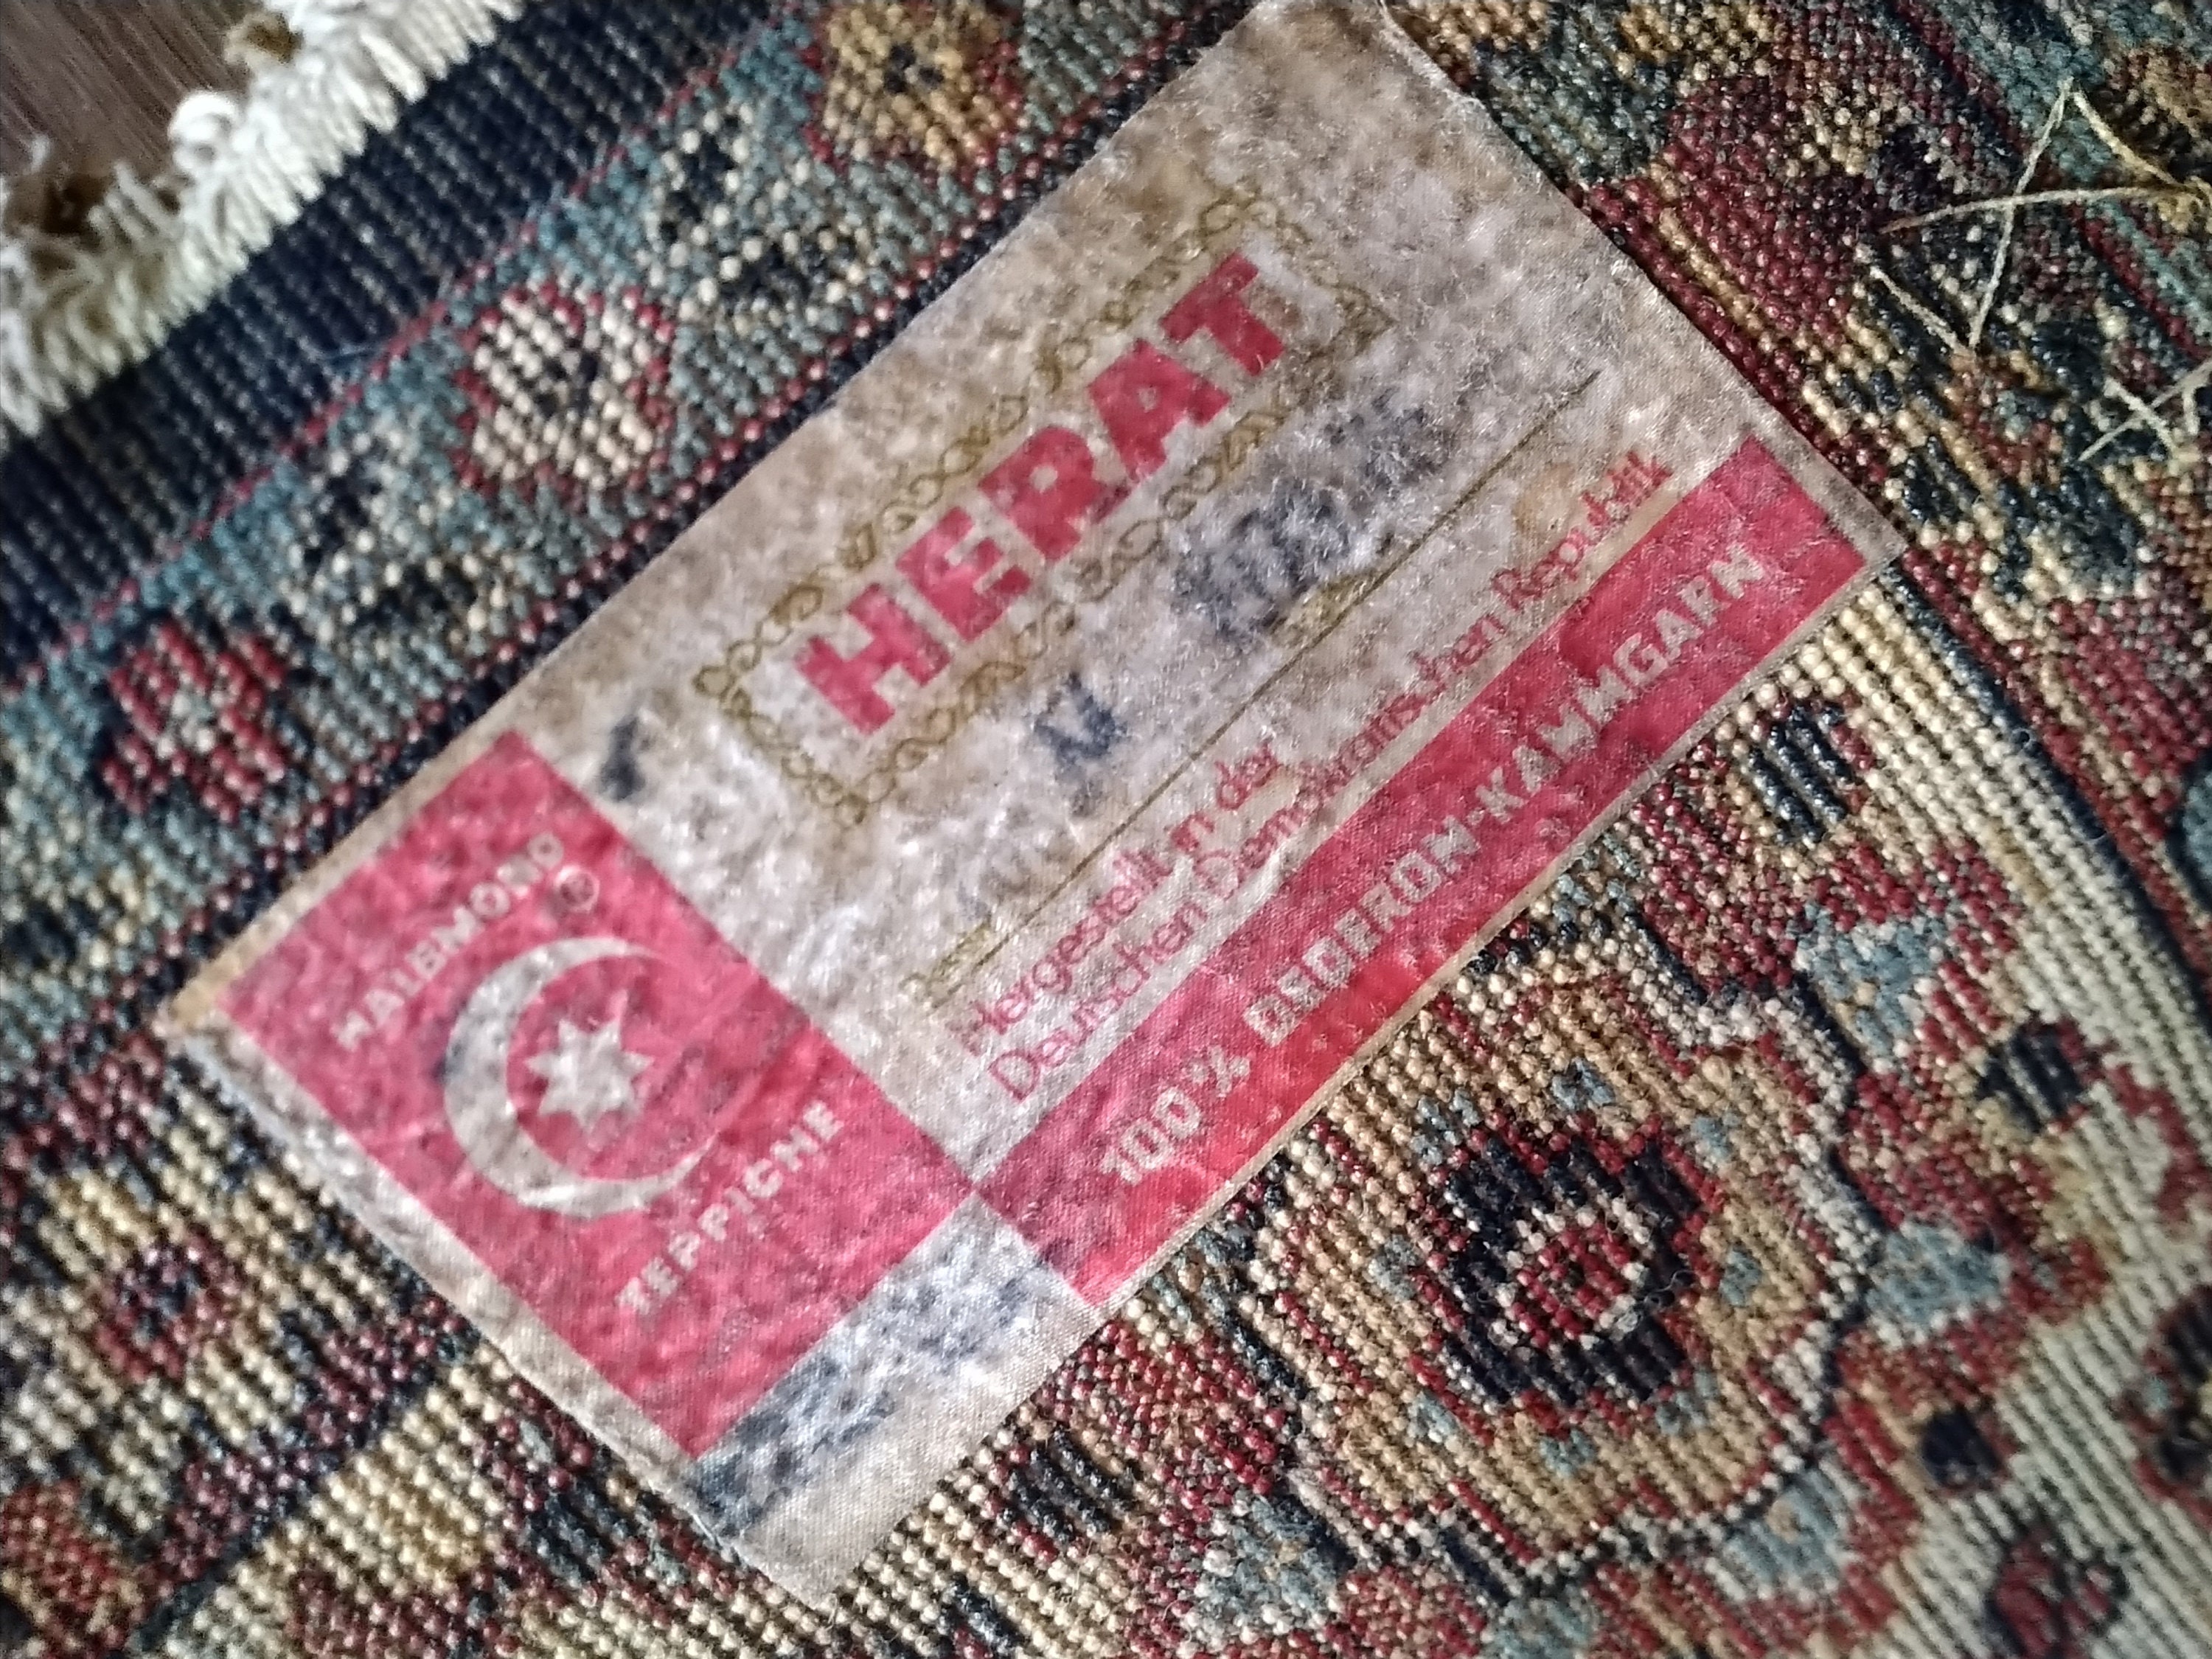 HERAT
Hergestellt in der
Deutschen Demokratischen Republik
100% DEDERON-KAMMGARN
HALBMOND
®
TEPPICHE